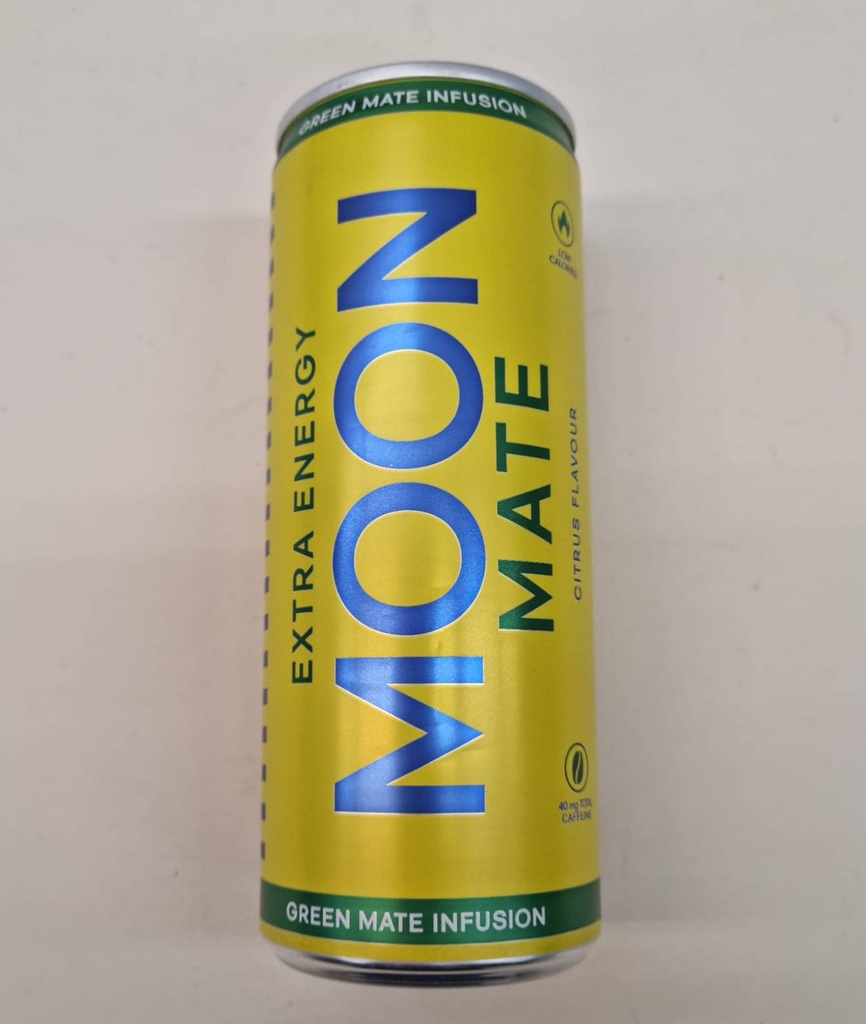 GREEN MATE INFUSION
EXTRA ENERGY
MOON
MATE
CITRUS FLAVOUR
LOW
CALORIES
40 mg TOTAL
CAFFEINE
GREEN MATE INFUSION